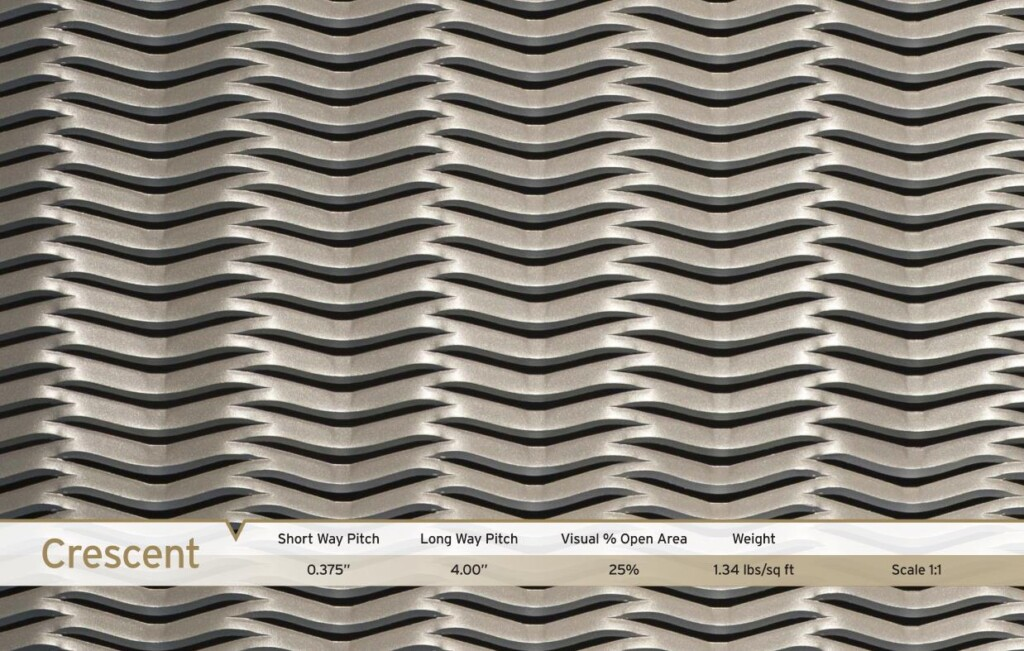 Crescent
Short Way Pitch Long Way Pitch Visual % Open Area Weight
0.375” 4.00” 25% 1.34 lbs/sq ft Scale 1:1